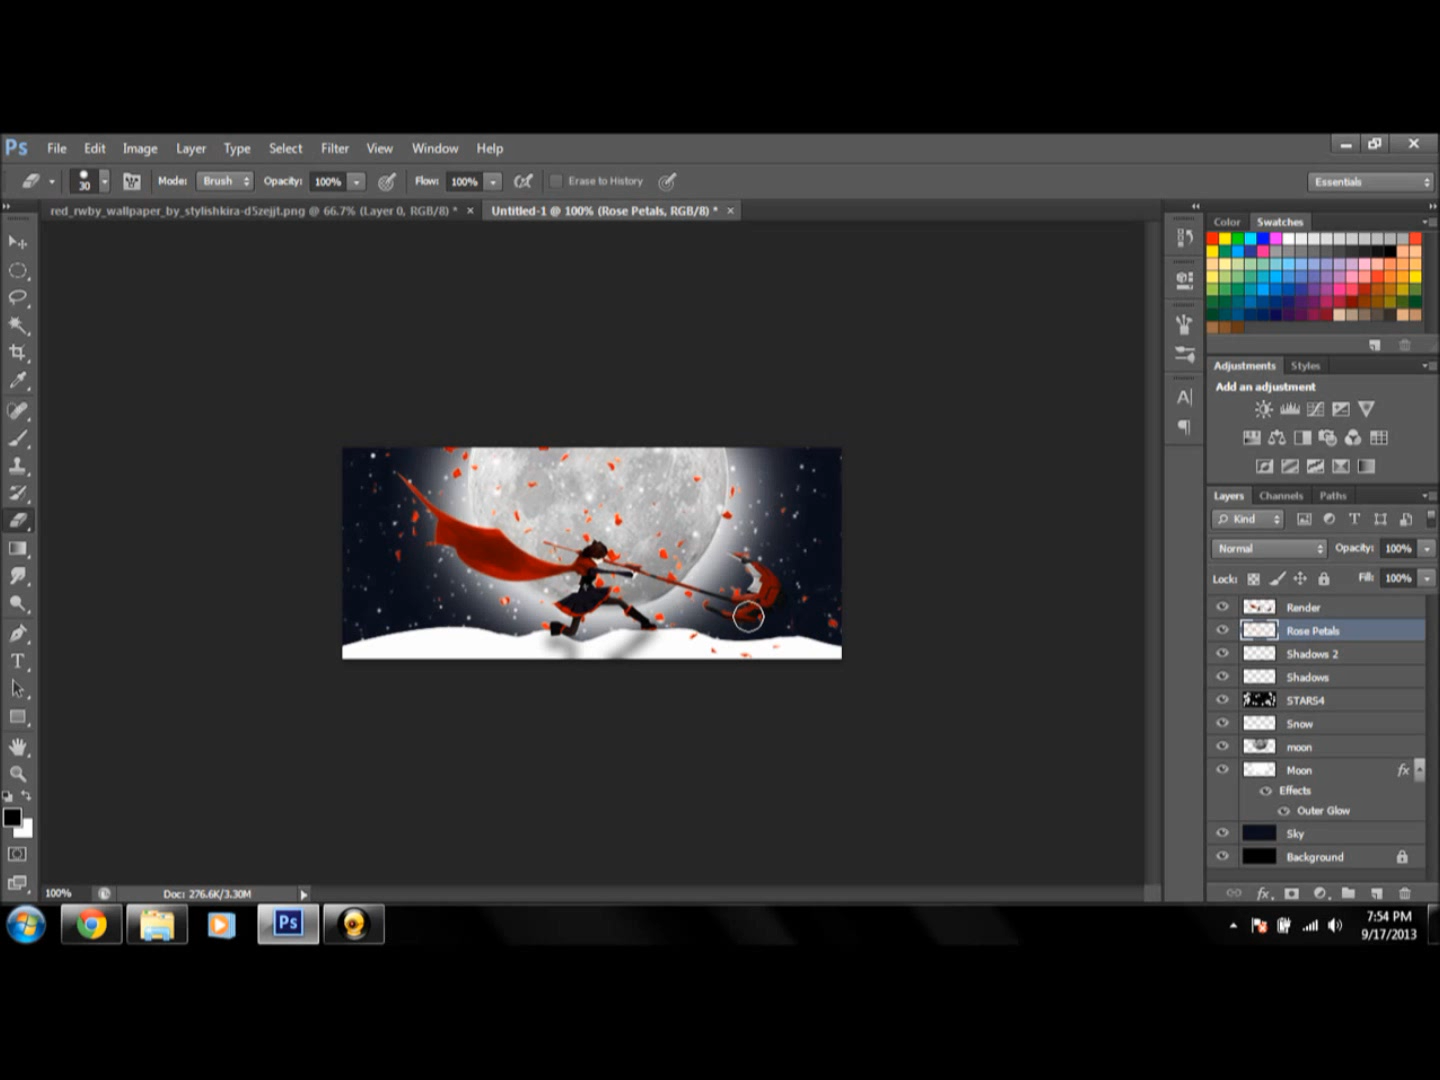 Ps File Edit Image Layer Type Select Filter View Window Help
30 Mode: Brush Opacity: 100% Flow: 100% Erase to History Essentials
red_rwby_wallpaper_by_stylishkira-d5zejjt.png @ 66.7% (Layer 0, RGB/8) * × Untitled-1 @ 100% (Rose Petals, RGB/8) * ×
Color Swatches
Adjustments Styles
Add an adjustment
Layers Channels Paths
Kind
Normal Opacity: 100%
Lock: Fill: 100%
Render
Rose Petals
Shadows 2
Shadows
STARS4
Snow
moon
Moon fx
Effects
Outer Glow
Sky
Background
100% Doc: 276.6K/3.30M
fx
Ps
7:54 PM
9/17/2013